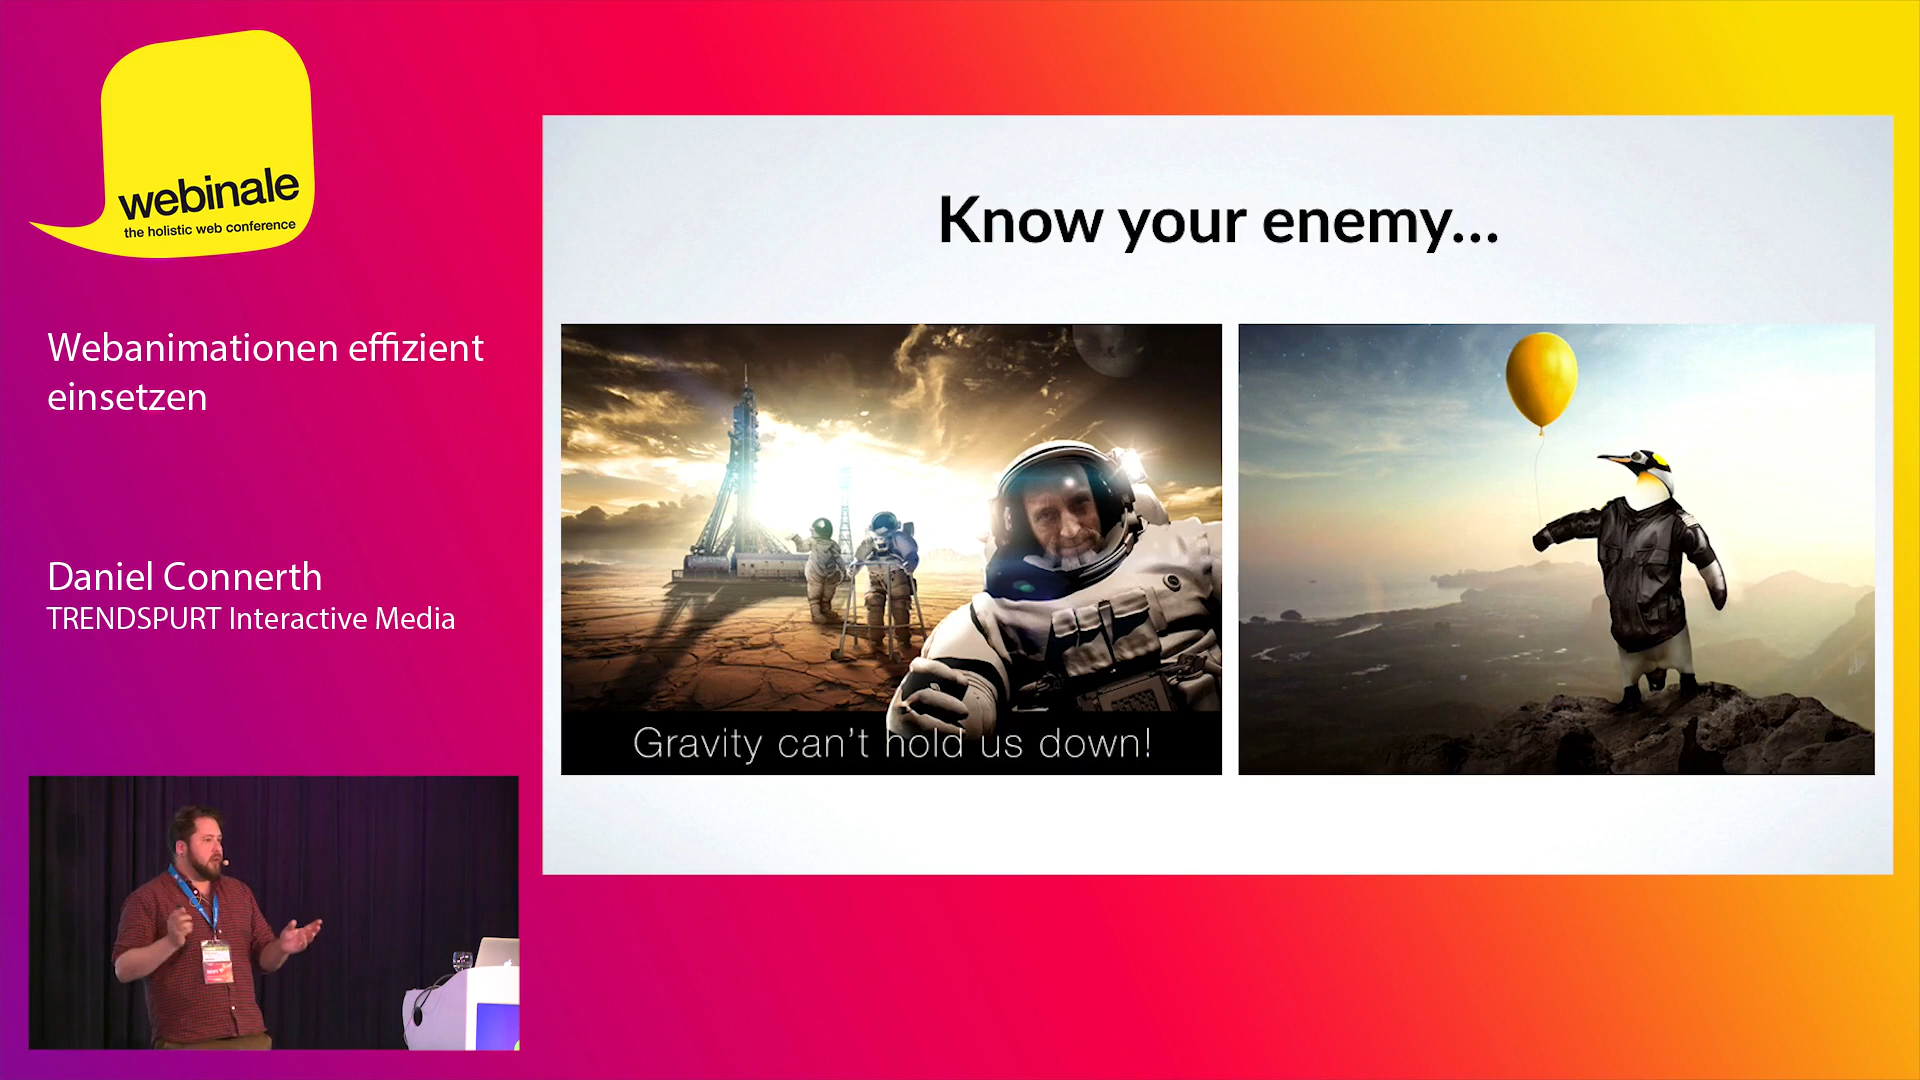 webinale
the holistic web conference
Webanimationen effizient
einsetzen
Daniel Connerth
TRENDSPURT Interactive Media
Know your enemy...
Gravity can't hold us down!